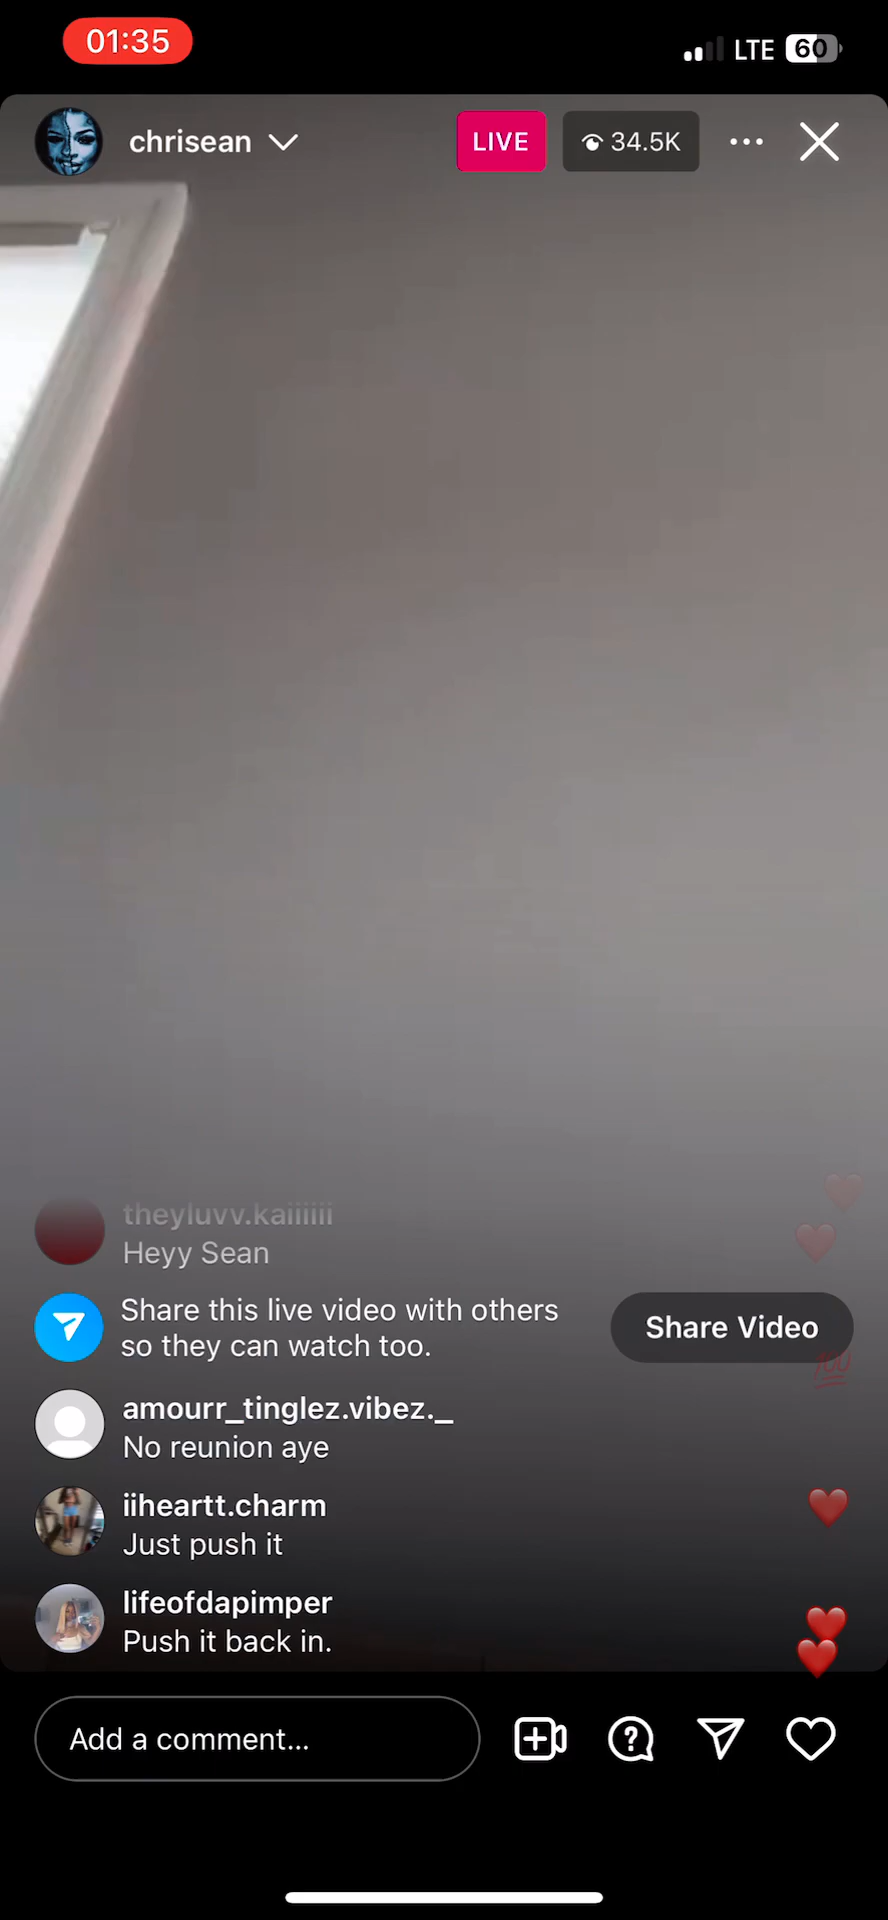 01:35
LTE 60
chrisean
LIVE
34.5K
theyluvv.kaiiiiii
Heyy Sean
Share this live video with others
so they can watch too.
Share Video
💯
amourr_tinglez.vibez._
No reunion aye
iiheartt.charm
Just push it
lifeofdapimper
Push it back in.
Add a comment...